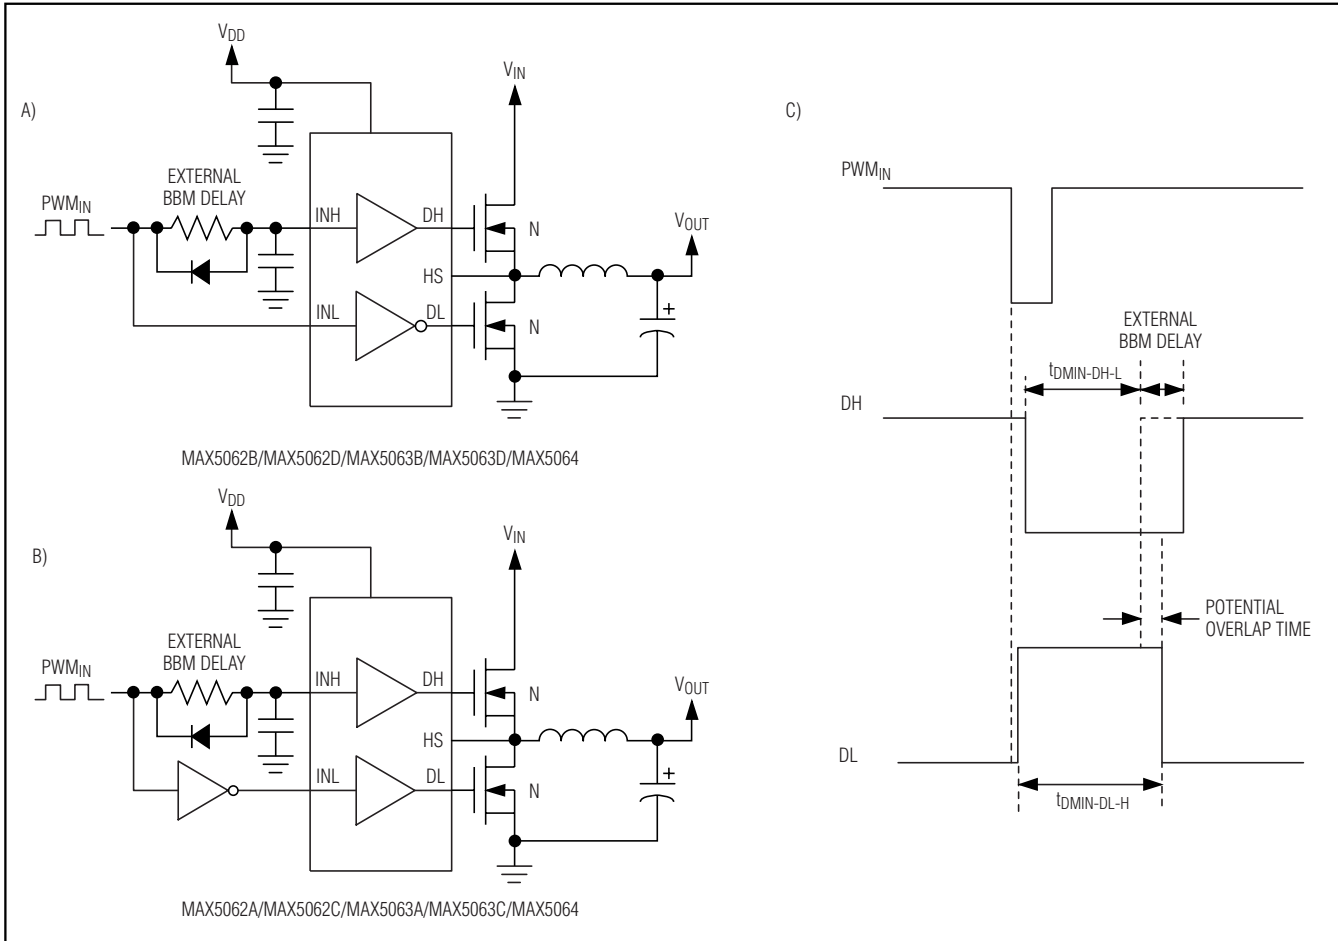 A)
VDD
VIN
EXTERNAL
BBM DELAY
PWMIN
INH
DH
N
VOUT
HS
INL
DL
+
N
MAX5062B/MAX5062D/MAX5063B/MAX5063D/MAX5064
B)
VDD
VIN
EXTERNAL
BBM DELAY
PWMIN
INH
DH
N
VOUT
HS
INL
DL
+
N
MAX5062A/MAX5062C/MAX5063A/MAX5063C/MAX5064
C)
PWMIN
EXTERNAL
BBM DELAY
tDMIN-DH-L
DH
POTENTIAL
OVERLAP TIME
DL
tDMIN-DL-H